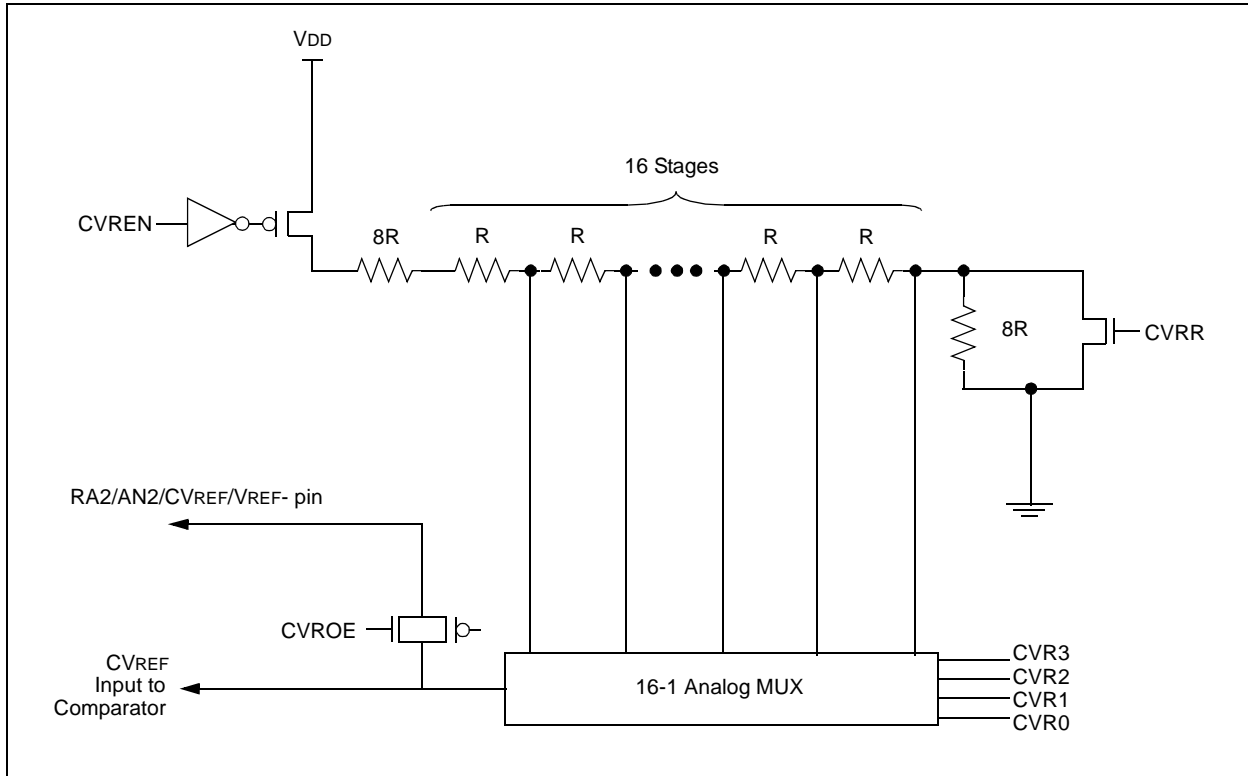 VDD
16 Stages
CVREN
8R
R
R
R
R
8R
CVRR
RA2/AN2/CVREF/VREF- pin
CVROE
CVREF
Input to
Comparator
16-1 Analog MUX
CVR3
CVR2
CVR1
CVR0